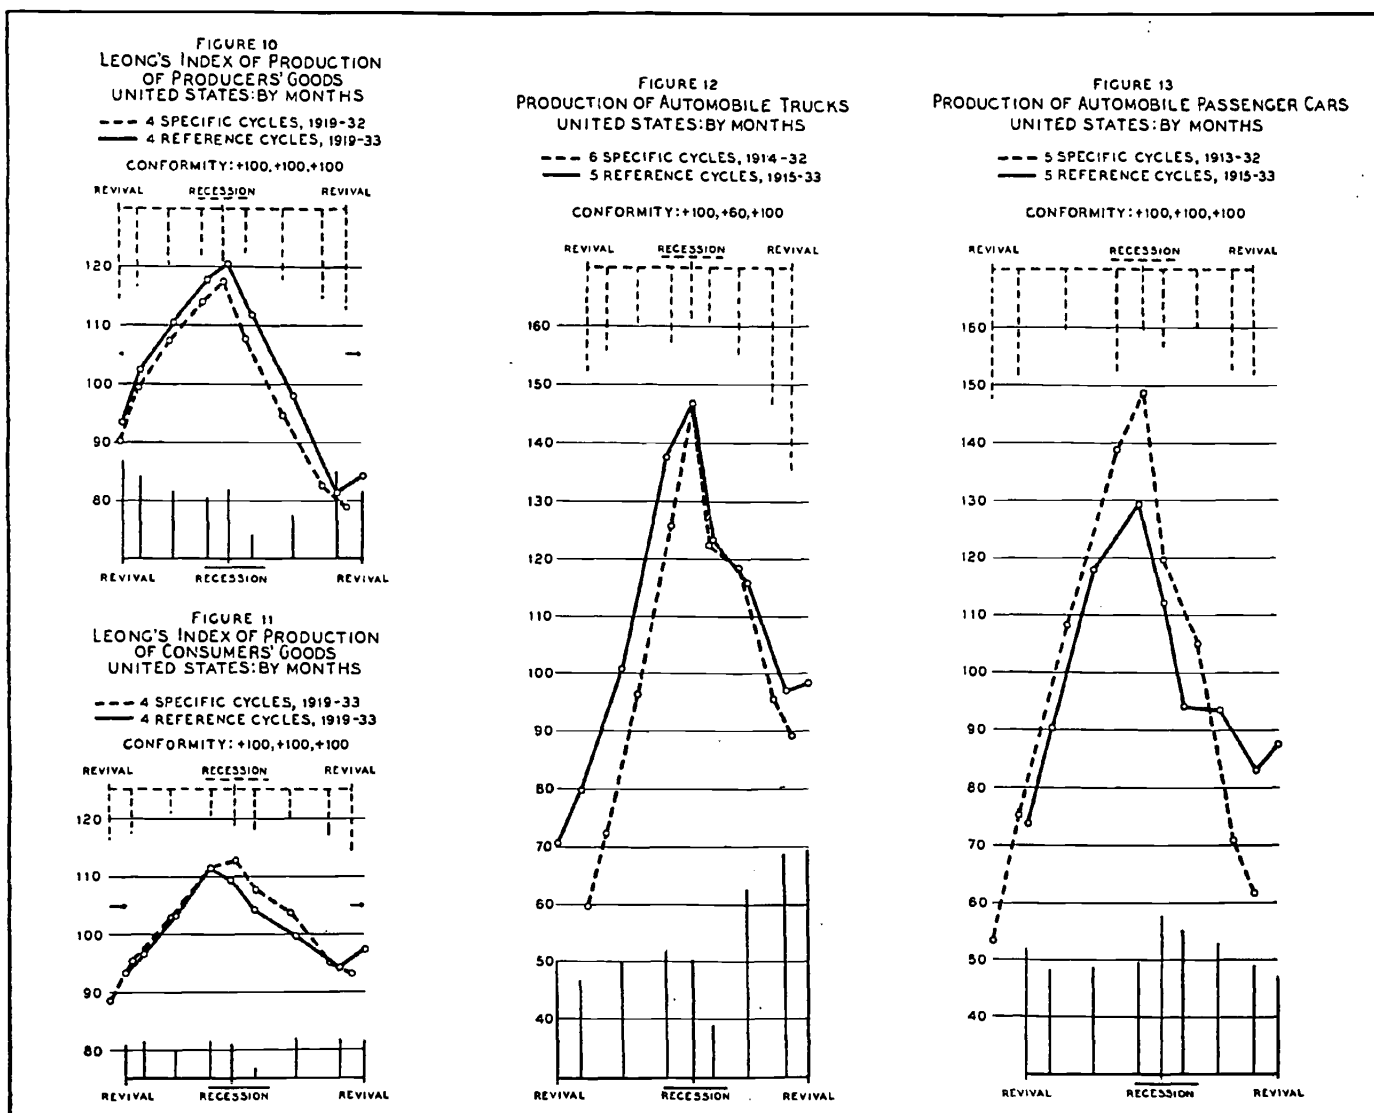 FIGURE 10
LEONG'S INDEX OF PRODUCTION
OF PRODUCERS' GOODS
UNITED STATES: BY MONTHS
4 SPECIFIC CYCLES, 1919-32
4 REFERENCE CYCLES, 1919-33
CONFORMITY: +100, +100, +100
REVIVAL RECESSION REVIVAL
120
110
100
90
80
REVIVAL RECESSION REVIVAL
FIGURE 11
LEONG'S INDEX OF PRODUCTION
OF CONSUMERS' GOODS
UNITED STATES: BY MONTHS
4 SPECIFIC CYCLES, 1919-33
4 REFERENCE CYCLES, 1919-33
CONFORMITY: +100, +100, +100
REVIVAL RECESSION REVIVAL
120
110
100
90
80
REVIVAL RECESSION REVIVAL
FIGURE 12
PRODUCTION OF AUTOMOBILE TRUCKS
UNITED STATES: BY MONTHS
6 SPECIFIC CYCLES, 1914-32
5 REFERENCE CYCLES, 1915-33
CONFORMITY: +100, +60, +100
REVIVAL RECESSION REVIVAL
160
150
140
130
120
110
100
90
80
70
60
50
40
REVIVAL RECESSION REVIVAL
FIGURE 13
PRODUCTION OF AUTOMOBILE PASSENGER CARS
UNITED STATES: BY MONTHS
5 SPECIFIC CYCLES, 1913-32
5 REFERENCE CYCLES, 1915-33
CONFORMITY: +100, +100, +100
REVIVAL RECESSION REVIVAL
160
150
140
130
120
110
100
90
80
70
60
50
40
REVIVAL RECESSION REVIVAL